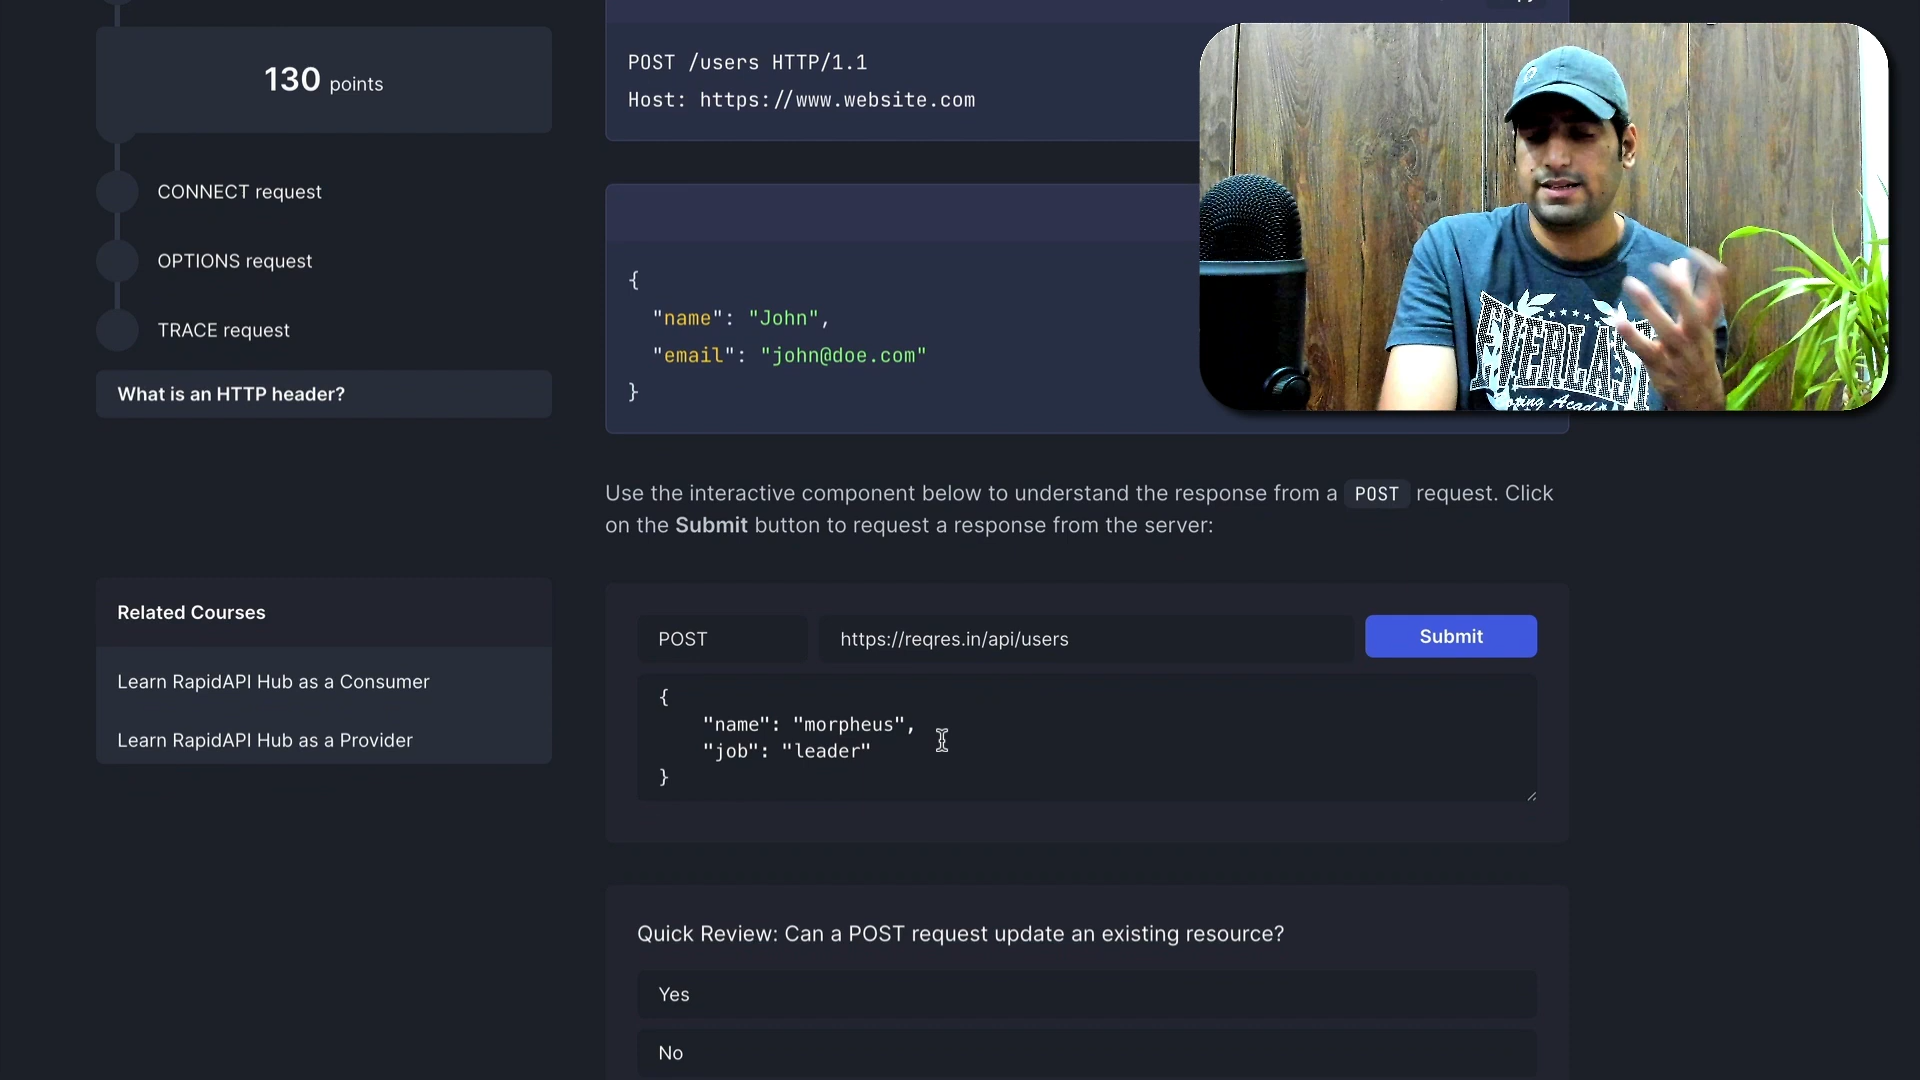 130 points
CONNECT request
OPTIONS request
TRACE request
What is an HTTP header?
Related Courses
Learn RapidAPI Hub as a Consumer
Learn RapidAPI Hub as a Provider
POST /users HTTP/1.1
Host: https://www.website.com
{
"name": "John",
"email": "john@doe.com"
}
Use the interactive component below to understand the response from a POST request. Click
on the Submit button to request a response from the server:
POST
https://reqres.in/api/users
Submit
{
"name": "morpheus",
"job": "leader"
}
Quick Review: Can a POST request update an existing resource?
Yes
No
EVERLAST